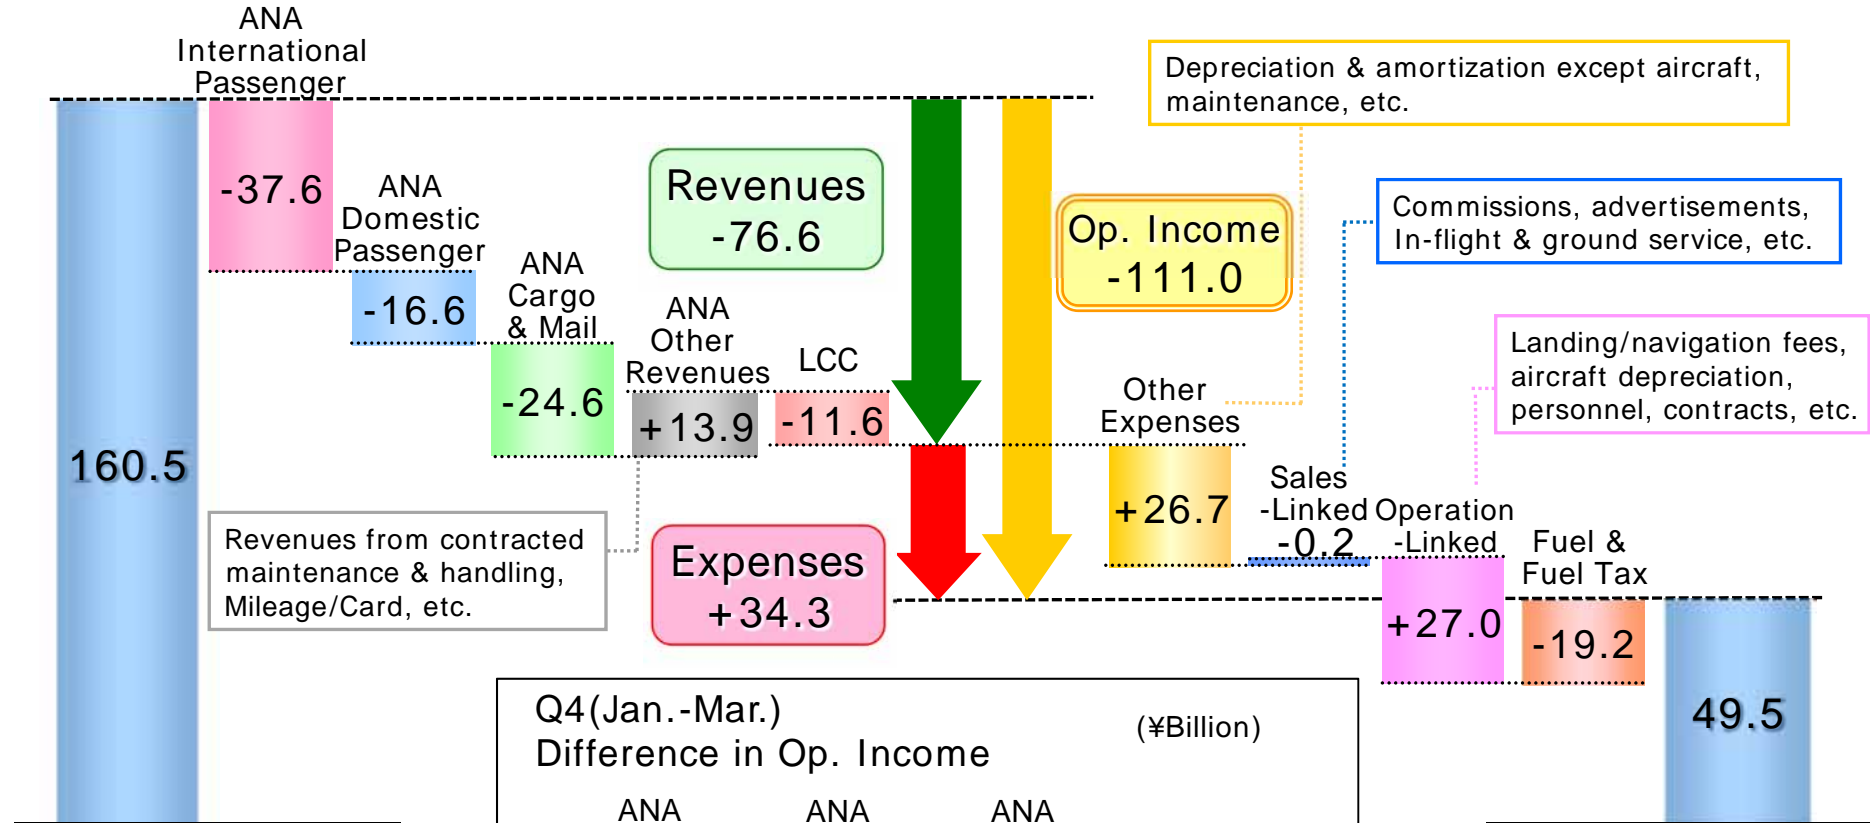 ANA
International
Passenger
160.5
-37.6
ANA
Domestic
Passenger
-16.6
ANA
Cargo
& Mail
-24.6
ANA
Other
Revenues
+13.9
LCC
-11.6
Revenues from contracted
maintenance & handling,
Mileage/Card, etc.
Revenues
-76.6
Expenses
+34.3
Op. Income
-111.0
Depreciation & amortization except aircraft,
maintenance, etc.
Commissions, advertisements,
In-flight & ground service, etc.
Landing/navigation fees,
aircraft depreciation,
personnel, contracts, etc.
Other
Expenses
+26.7
Sales
-Linked
-0.2
Operation
-Linked
+27.0
Fuel &
Fuel Tax
-19.2
49.5
Q4(Jan.-Mar.)
Difference in Op. Income
(¥Billion)
ANA
ANA
ANA